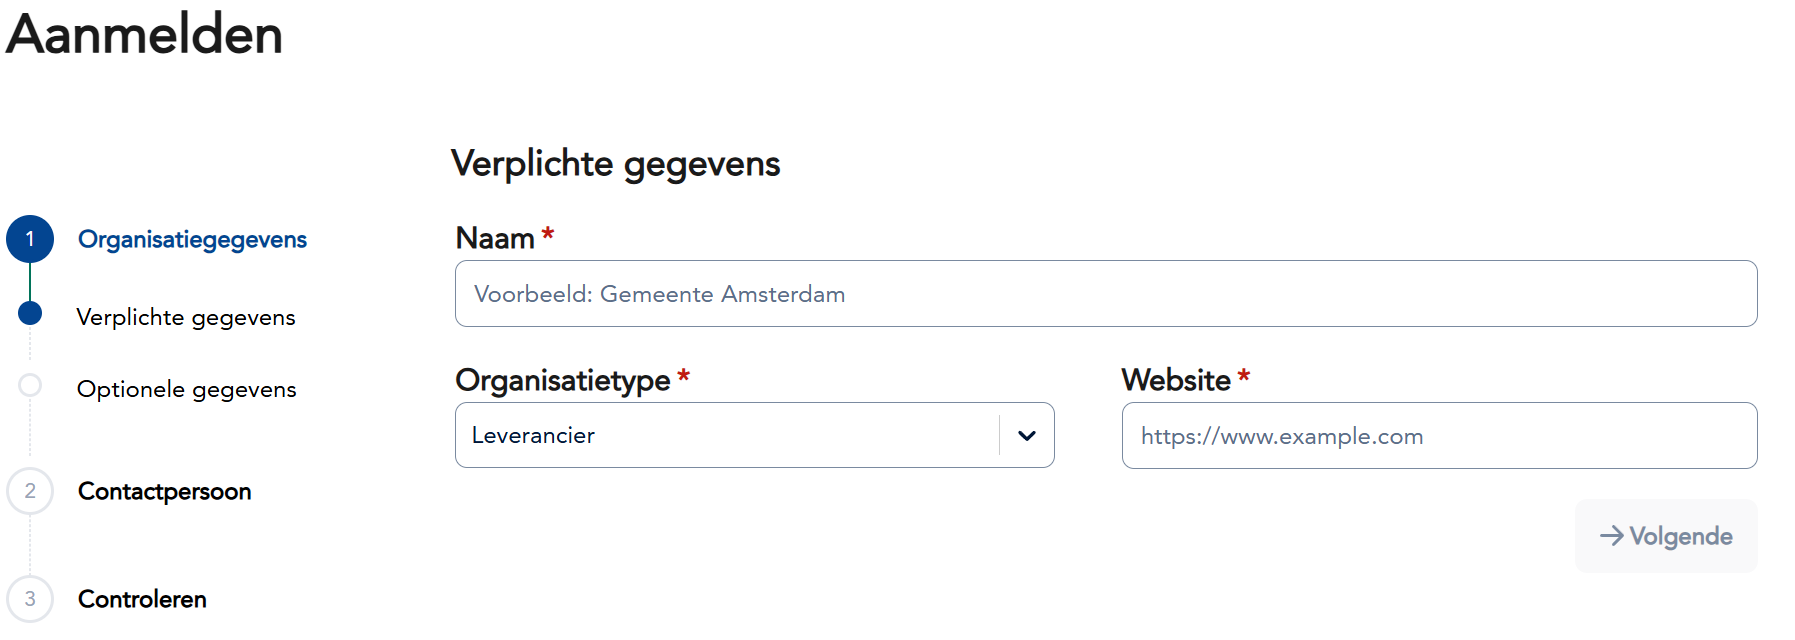 Aanmelden
Verplichte gegevens
1 Organisatiegegevens
Verplichte gegevens
Optionele gegevens
2 Contactpersoon
3 Controleren
Naam *
Voorbeeld: Gemeente Amsterdam
Organisatietype *
Leverancier
Website *
https://www.example.com
Volgende